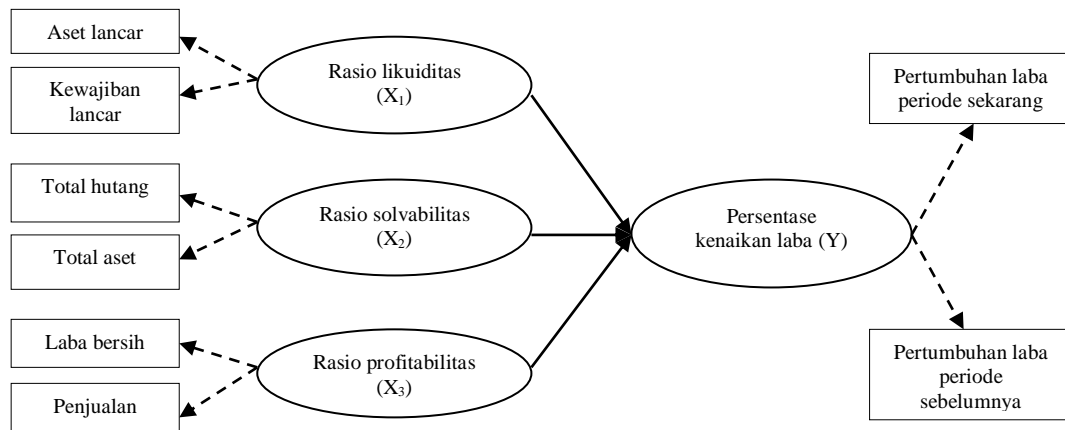 Aset lancar
Kewajiban
lancar
Rasio likuiditas
(X₁)
Total hutang
Total aset
Rasio solvabilitas
(X₂)
Laba bersih
Penjualan
Rasio profitabilitas
(X₃)
Persentase
kenaikan laba (Y)
Pertumbuhan laba
periode sekarang
Pertumbuhan laba
periode
sebelumnya